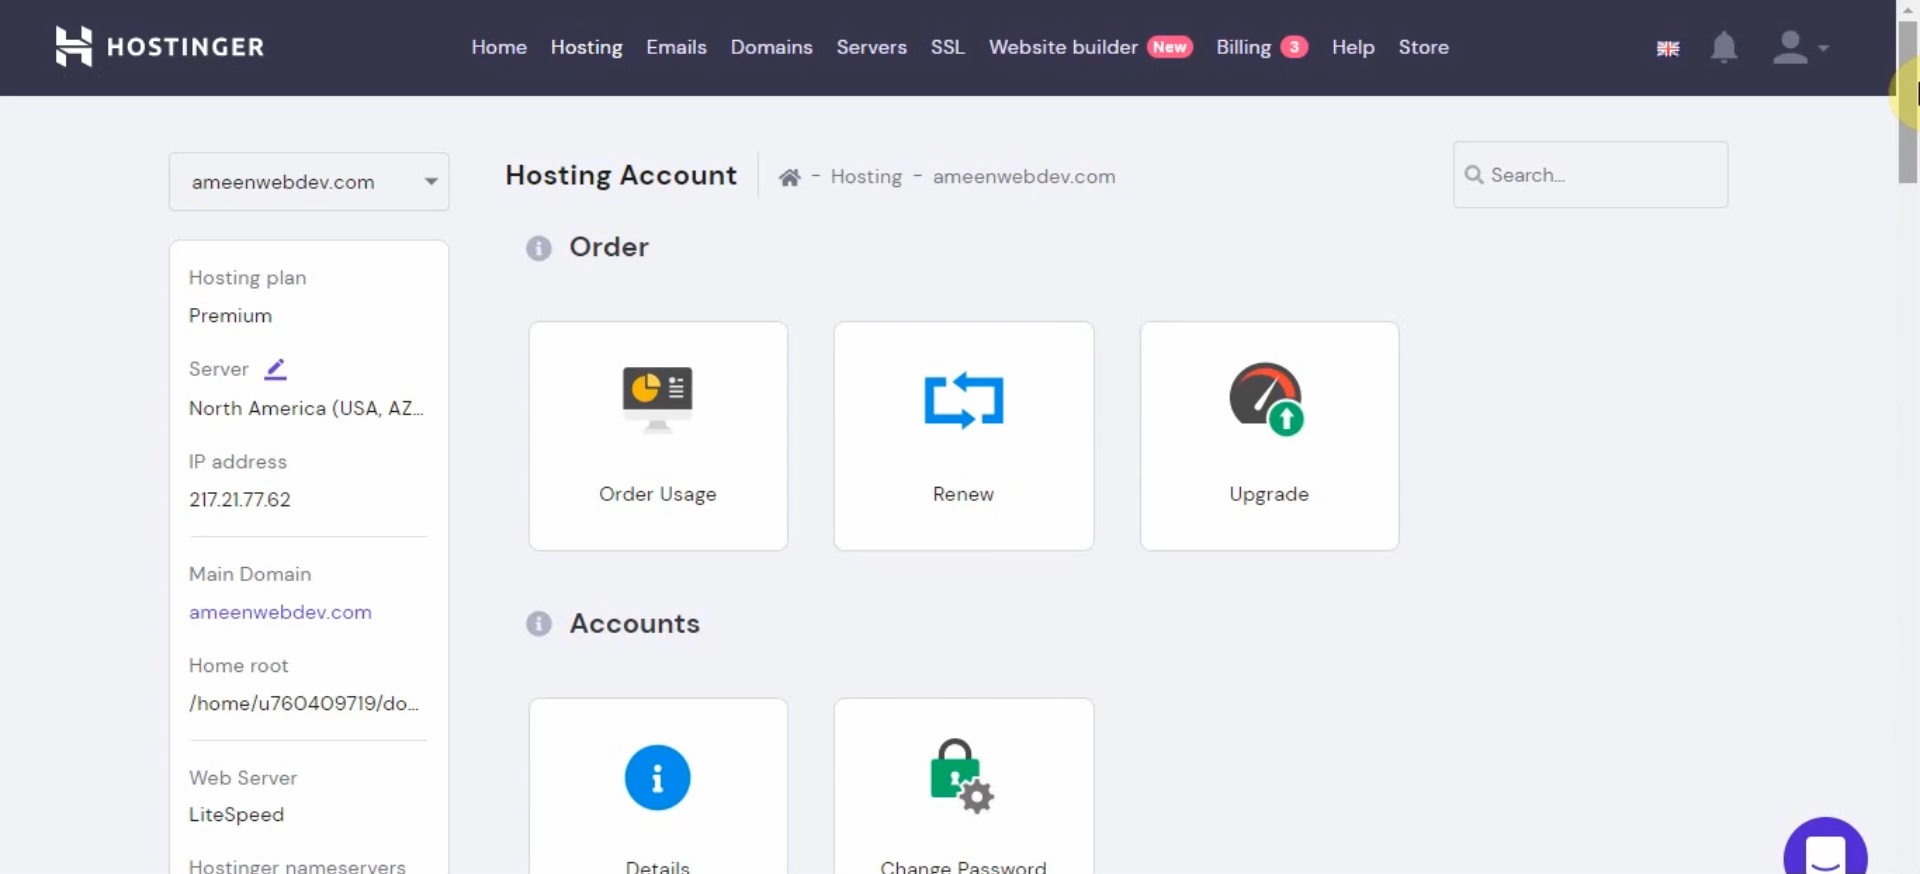 HOSTINGER
Home Hosting Emails Domains Servers SSL Website builder New Billing 3 Help Store
ameenwebdev.com
Hosting Account
- Hosting - ameenwebdev.com
Search...
Hosting plan
Premium
Server
North America (USA, AZ...
IP address
217.21.77.62
Main Domain
ameenwebdev.com
Home root
/home/u760409719/do...
Web Server
LiteSpeed
Hostinger nameservers
Order
Order Usage
Renew
Upgrade
Accounts
Details
Change Password